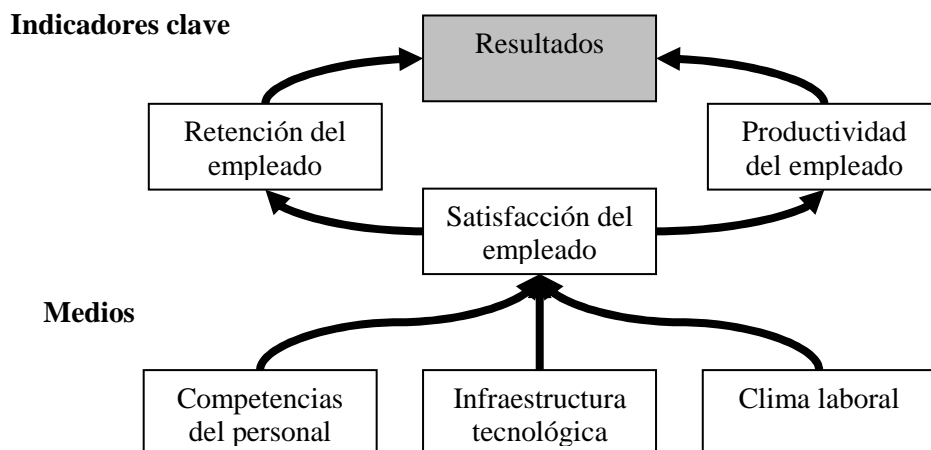 Indicadores clave
Resultados
Retención del
empleado
Productividad
del empleado
Satisfacción del
empleado
Medios
Competencias
del personal
Infraestructura
tecnológica
Clima laboral